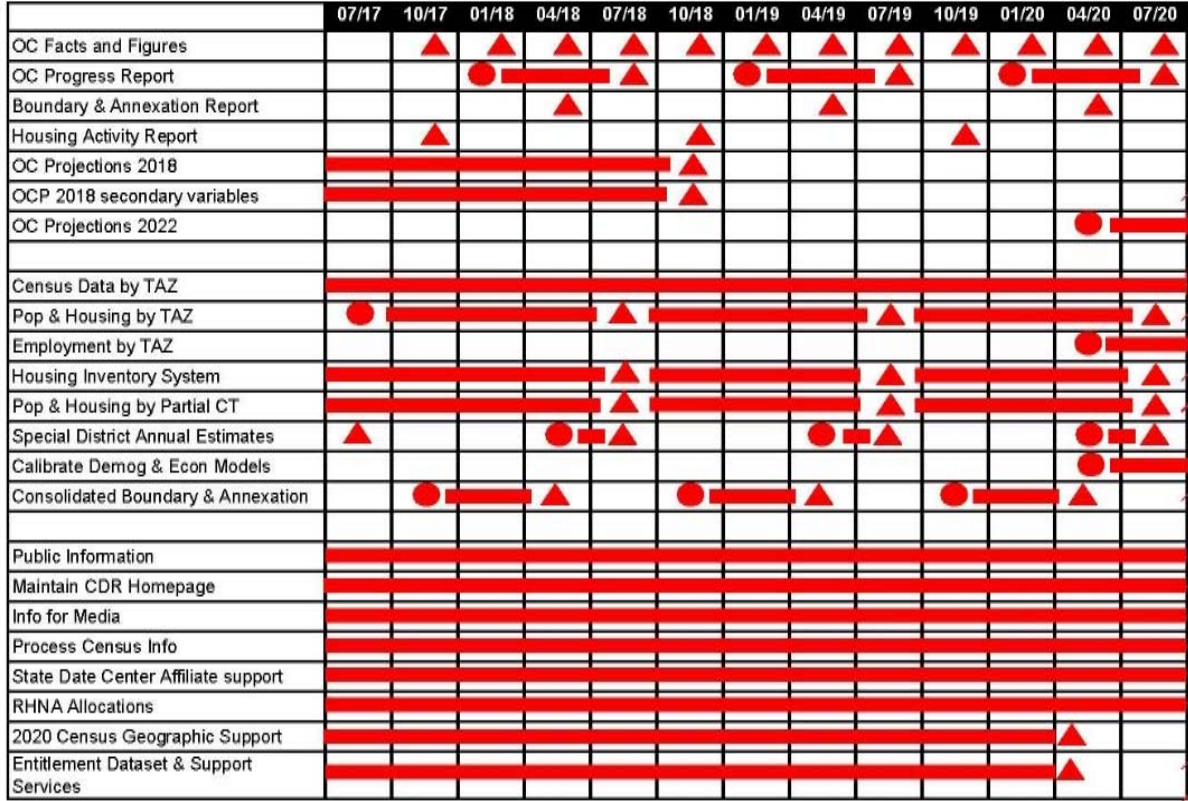 07/17 10/17 01/18 04/18 07/18 10/18 01/19 04/19 07/19 10/19 01/20 04/20 07/20
OC Facts and Figures
OC Progress Report
Boundary & Annexation Report
Housing Activity Report
OC Projections 2018
OCP 2018 secondary variables
OC Projections 2022
Census Data by TAZ
Pop & Housing by TAZ
Employment by TAZ
Housing Inventory System
Pop & Housing by Partial CT
Special District Annual Estimates
Calibrate Demog & Econ Models
Consolidated Boundary & Annexation
Public Information
Maintain CDR Homepage
Info for Media
Process Census Info
State Date Center Affiliate support
RHNA Allocations
2020 Census Geographic Support
Entitlement Dataset & Support
Services